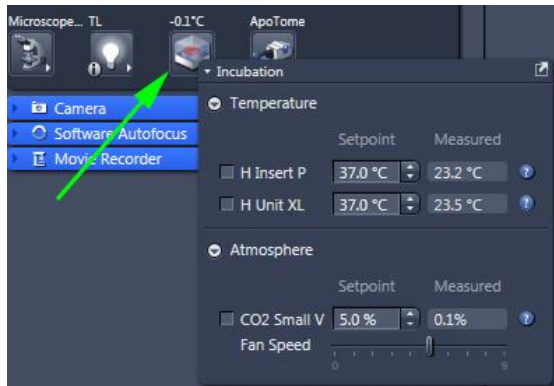 Microscope... TL -0.1°C ApoTome
Incubation
Camera
Temperature
Software Autofocus
Setpoint Measured
Movie Recorder
H Insert P 37.0 °C 23.2 °C ?
H Unit XL 37.0 °C 23.5 °C ?
Atmosphere
Setpoint Measured
CO2 Small V 5.0 % 0.1% ?
Fan Speed
0 9